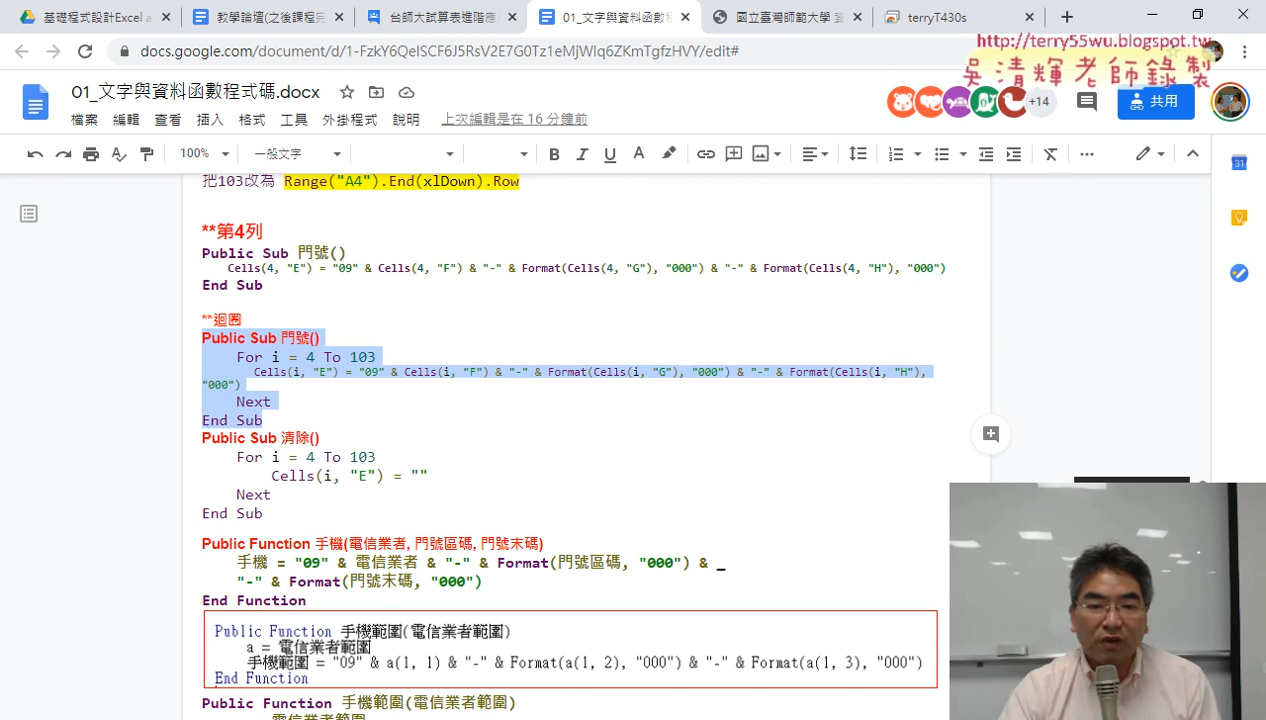 基礎程式設計Excel a
教學論壇(之後課程完
台師大試算表進階應
01_文字與資料函數程式
國立臺灣師範大學 資
terryT430s
docs.google.com/document/d/1-FzkY6QeISCF6J5RsV2E7G0Tz1eMjWIq6ZKmTgfzHVY/edit#
http://terry55wu.blogspot.tw
吳清輝老師錄製
01_文字與資料函數程式碼.docx
+14
共用
檔案 編輯 查看 插入 格式 工具 外掛程式 說明 上次編輯是在 16 分鐘前
100% 一般文字
把103改為 Range("A4").End(xlDown).Row
**第4列
Public Sub 門號()
Cells(4, "E") = "09" & Cells(4, "F") & "-" & Format(Cells(4, "G"), "000") & "-" & Format(Cells(4, "H"), "000")
End Sub
**迴圈
Public Sub 門號()
For i = 4 To 103
Cells(i, "E") = "09" & Cells(i, "F") & "-" & Format(Cells(i, "G"), "000") & "-" & Format(Cells(i, "H"),
"000")
Next
End Sub
Public Sub 清除()
For i = 4 To 103
Cells(i, "E") = ""
Next
End Sub
Public Function 手機(電信業者, 門號區碼, 門號末碼)
手機 = "09" & 電信業者 & "-" & Format(門號區碼, "000") & _
"-" & Format(門號末碼, "000")
End Function
Public Function 手機範圍(電信業者範圍)
a = 電信業者範圍
手機範圍 = "09" & a(1, 1) & "-" & Format(a(1, 2), "000") & "-" & Format(a(1, 3), "000")
End Function
Public Function 手機範圍(電信業者範圍)
電信業者範圍